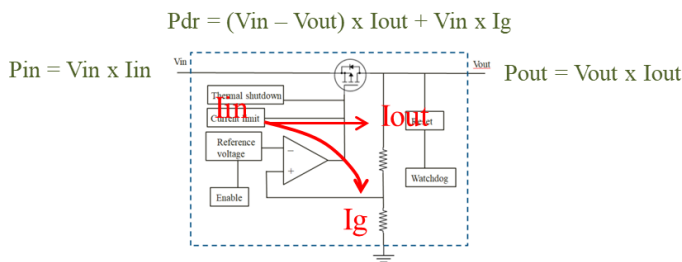 Pdr = (Vin – Vout) x Iout + Vin x Ig
Pin = Vin x Iin
Vin
Vout
Pout = Vout x Iout
Thermal shutdown
Iin
Current limit
Iout
Reset
Reference
voltage
–
+
Watchdog
Enable
Ig